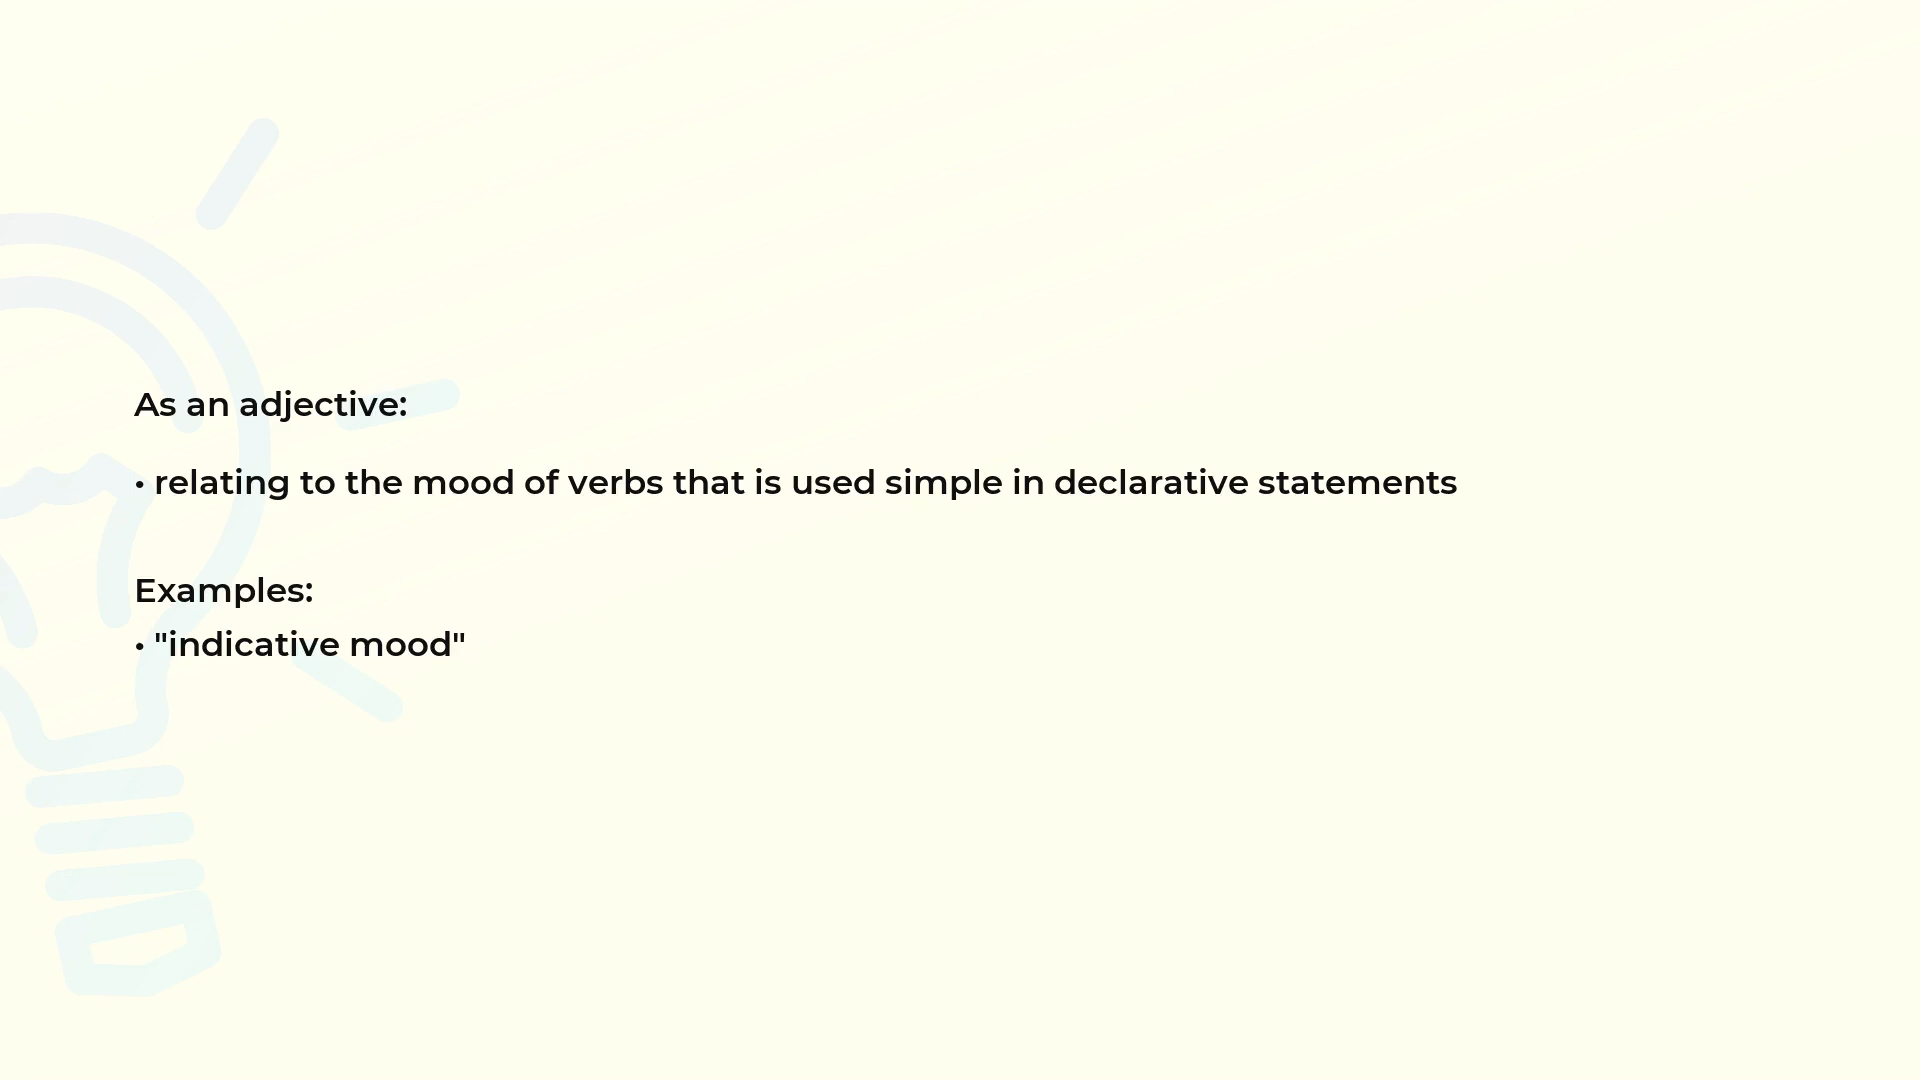 As an adjective:
• relating to the mood of verbs that is used simple in declarative statements
Examples:
• "indicative mood"